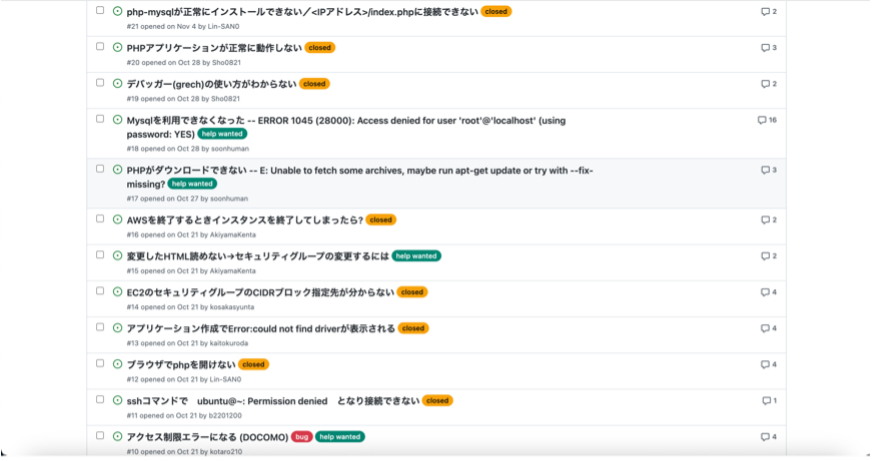 php-mysqlが正常にインストールできない／<IPアドレス>/index.phpに接続できない closed 2
#21 opened on Nov 4 by Lin-SAN0
PHPアプリケーションが正常に動作しない closed 3
#20 opened on Oct 28 by Sho0821
デバッガー(grech)の使い方がわからない closed 2
#19 opened on Oct 28 by Sho0821
Mysqlを利用できなくなった -- ERROR 1045 (28000): Access denied for user 'root'@'localhost' (using 16
password: YES) help wanted
#18 opened on Oct 28 by soonhuman
PHPがダウンロードできない -- E: Unable to fetch some archives, maybe run apt-get update or try with --fix- 3
missing? help wanted
#17 opened on Oct 27 by soonhuman
AWSを終了するときインスタンスを終了してしまったら? closed 2
#16 opened on Oct 21 by AkiyamaKenta
変更したHTML読めない→セキュリティグループの変更するには help wanted 2
#15 opened on Oct 21 by AkiyamaKenta
EC2のセキュリティグループのCIDRブロック指定先が分からない closed 4
#14 opened on Oct 21 by kosakasyunta
アプリケーション作成でError:could not find driverが表示される closed 4
#13 opened on Oct 21 by kaitokuroda
ブラウザでphpを開けない closed 4
#12 opened on Oct 21 by Lin-SAN0
sshコマンドで　ubuntu@~: Permission denied　となり接続できない closed 1
#11 opened on Oct 21 by b2201200
アクセス制限エラーになる (DOCOMO) bug help wanted 4
#10 opened on Oct 21 by kotaro210